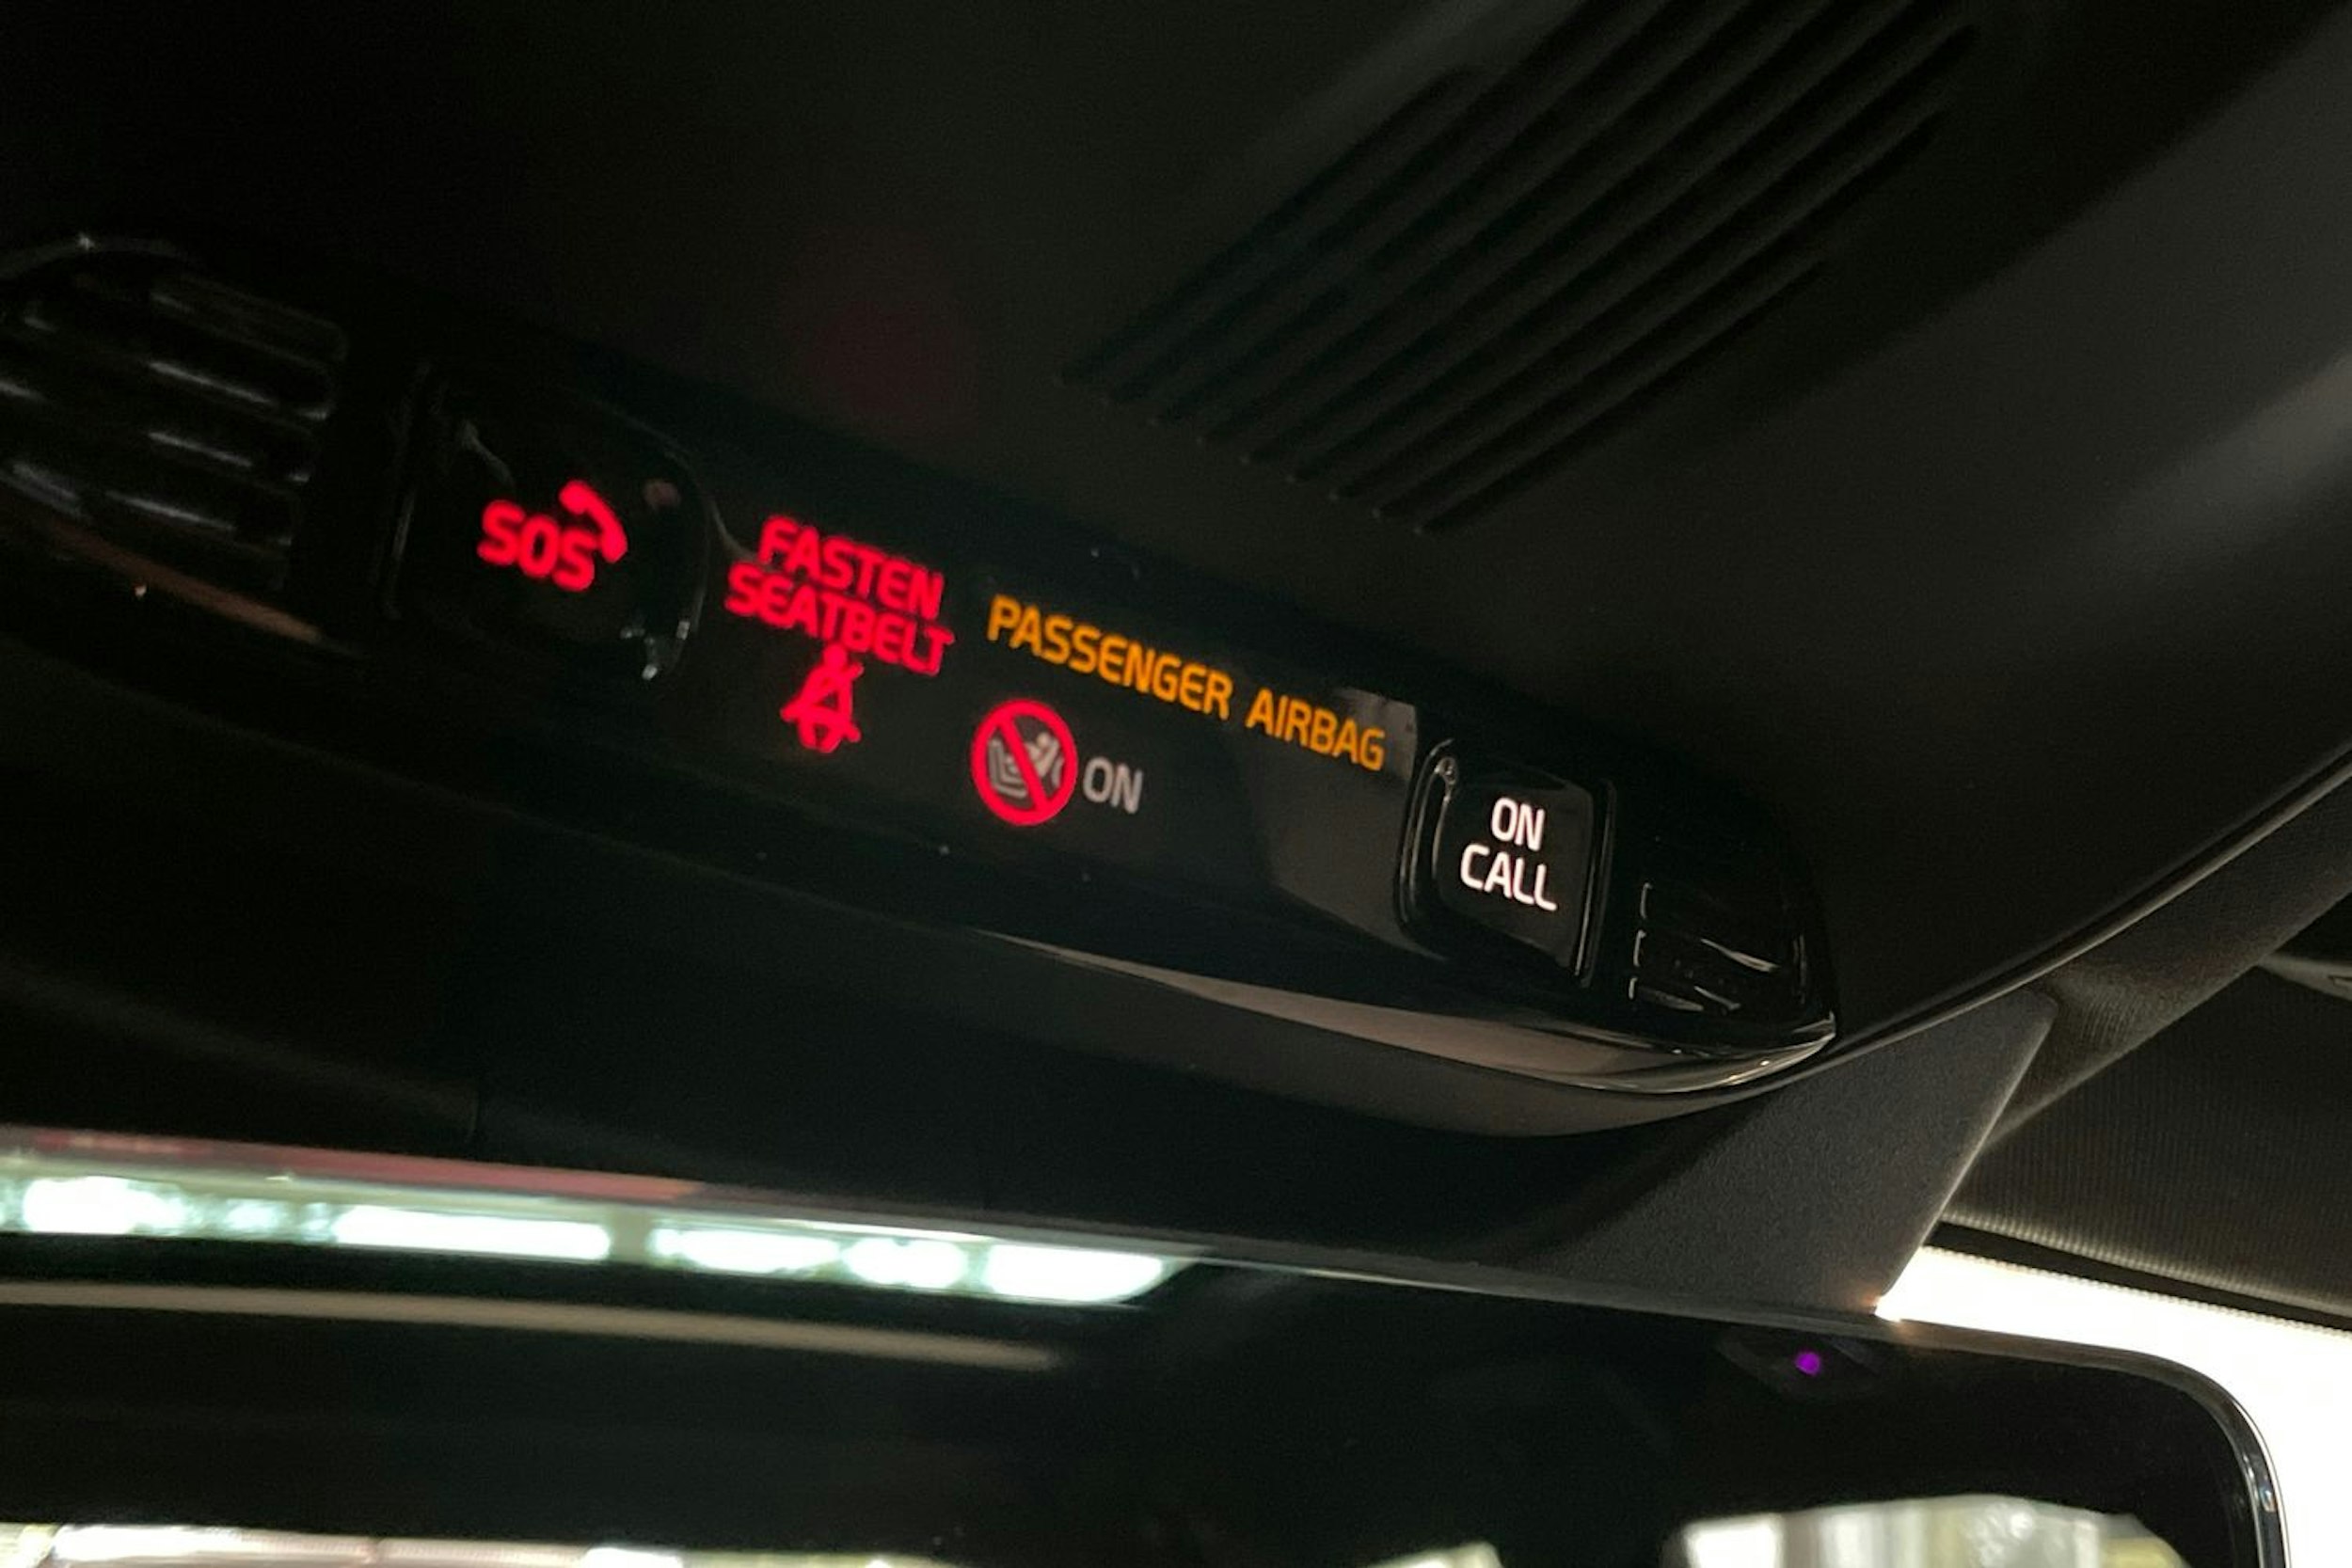 SOS
FASTEN
SEATBELT
PASSENGER AIRBAG
ON
ON
CALL